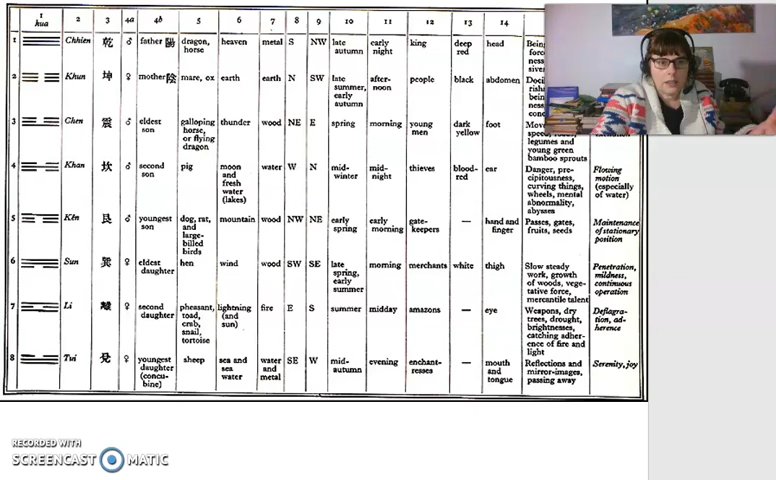 1 2 3 4a 4b 5 6 7 8 9 10 11 12 13 14
hua
1 Chhien 乾 ♂ father 陽 dragon, horse heaven metal S NW late autumn early night king deep red head
2 Khun 坤 ♀ mother 陰 mare, ox earth earth N SW late summer, early autumn after-noon people black abdomen
3 Chen 震 ♂ eldest son galloping horse, or flying dragon thunder wood NE E spring morning young men dark yellow foot legumes and young green bamboo sprouts
4 Khan 坎 ♂ second son pig moon and fresh water (lakes) water W N mid-winter mid-night thieves blood-red ear Danger, pre-cipitousness, curving things, wheels, mental abnormality, abysses Flowing motion (especially of water)
5 Kên 艮 ♂ youngest son dog, rat, and large-billed birds mountain wood NW NE early spring early morning gate-keepers — hand and finger Passes, gates, fruits, seeds Maintenance of stationary position
6 Sun 巽 ♀ eldest daughter hen wind wood SW SE late spring, early summer morning merchants white thigh Slow steady work, growth of woods, vege-tative force, mercantile talent Penetration, mildness, continuous operation
7 Li ♀ second daughter pheasant, toad, crab, snail, tortoise lightning (and sun) fire E S summer midday amazons — eye Weapons, dry trees, drought, brightnesses, catching adher-ence of fire and light Deflagra-tion, ad-herence
8 Tui 兌 ♀ youngest daughter (concu-bine) sheep sea and sea water water and metal SE W mid-autumn evening enchant-resses — mouth and tongue Reflections and mirror-images, passing away Serenity, joy
RECORDED WITH
SCREENCAST MATIC